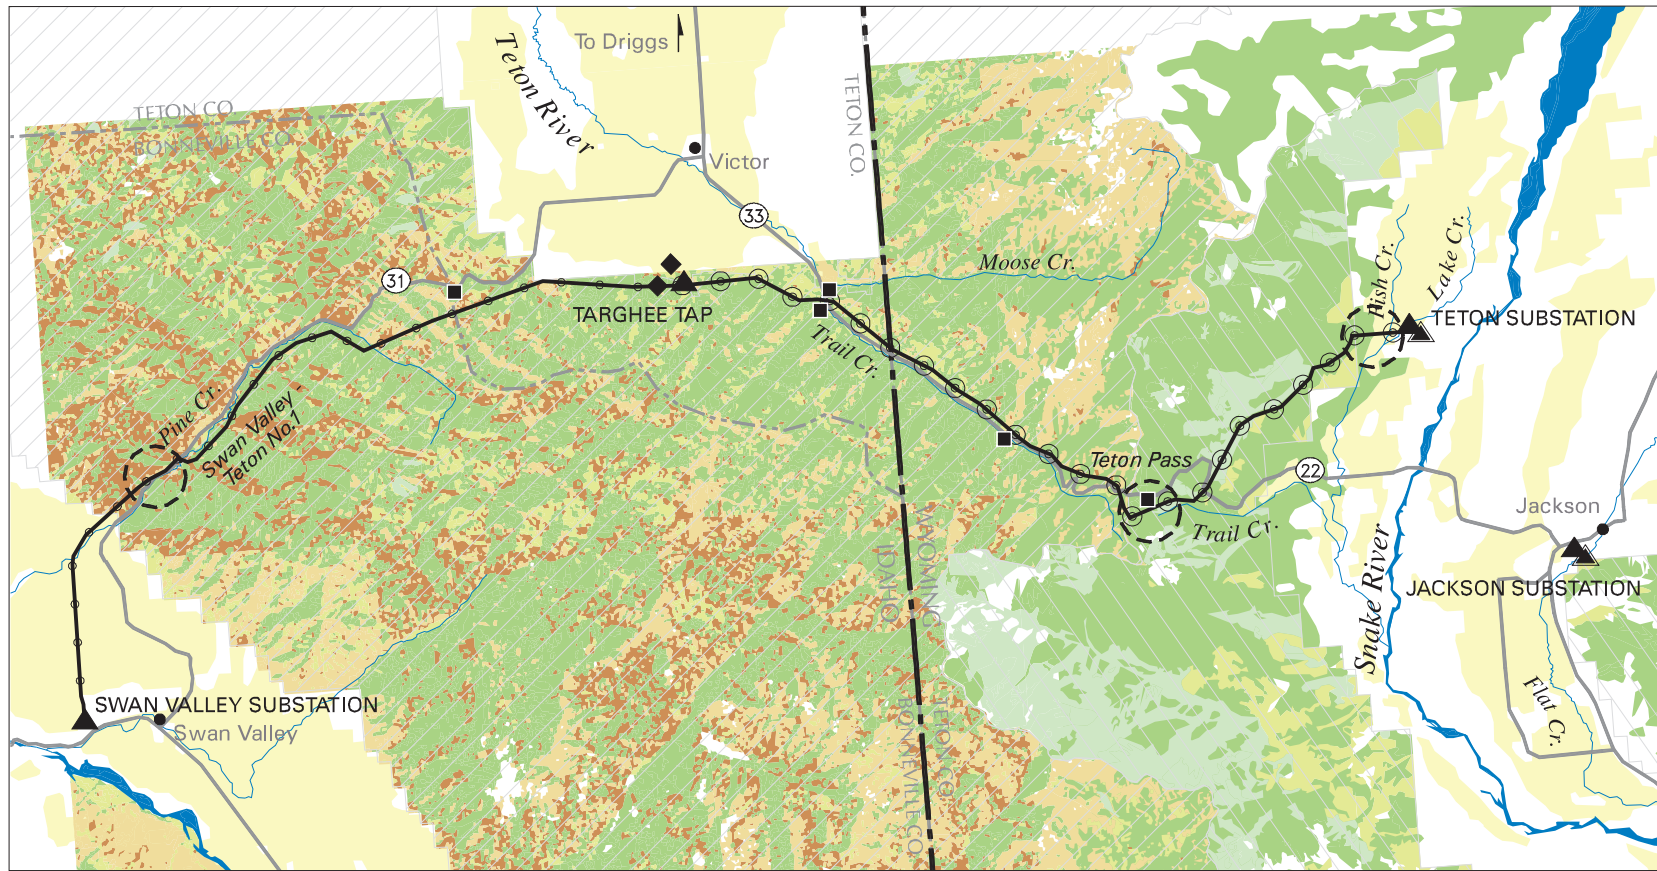 To Driggs
Teton River
TETON CO
BONNEVILLE CO
TETON CO.
Victor
33
31
Moose Cr.
Fish Cr.
Lake Cr.
TARGHEE TAP
TETON SUBSTATION
Trail Cr.
Pine Cr.
Swan Valley -
Teton No.1
Teton Pass
22
Trail Cr.
Jackson
JACKSON SUBSTATION
WYOMING
IDAHO
Snake River
Flat Cr.
SWAN VALLEY SUBSTATION
Swan Valley
BONNEVILLE CO.
TETON CO.